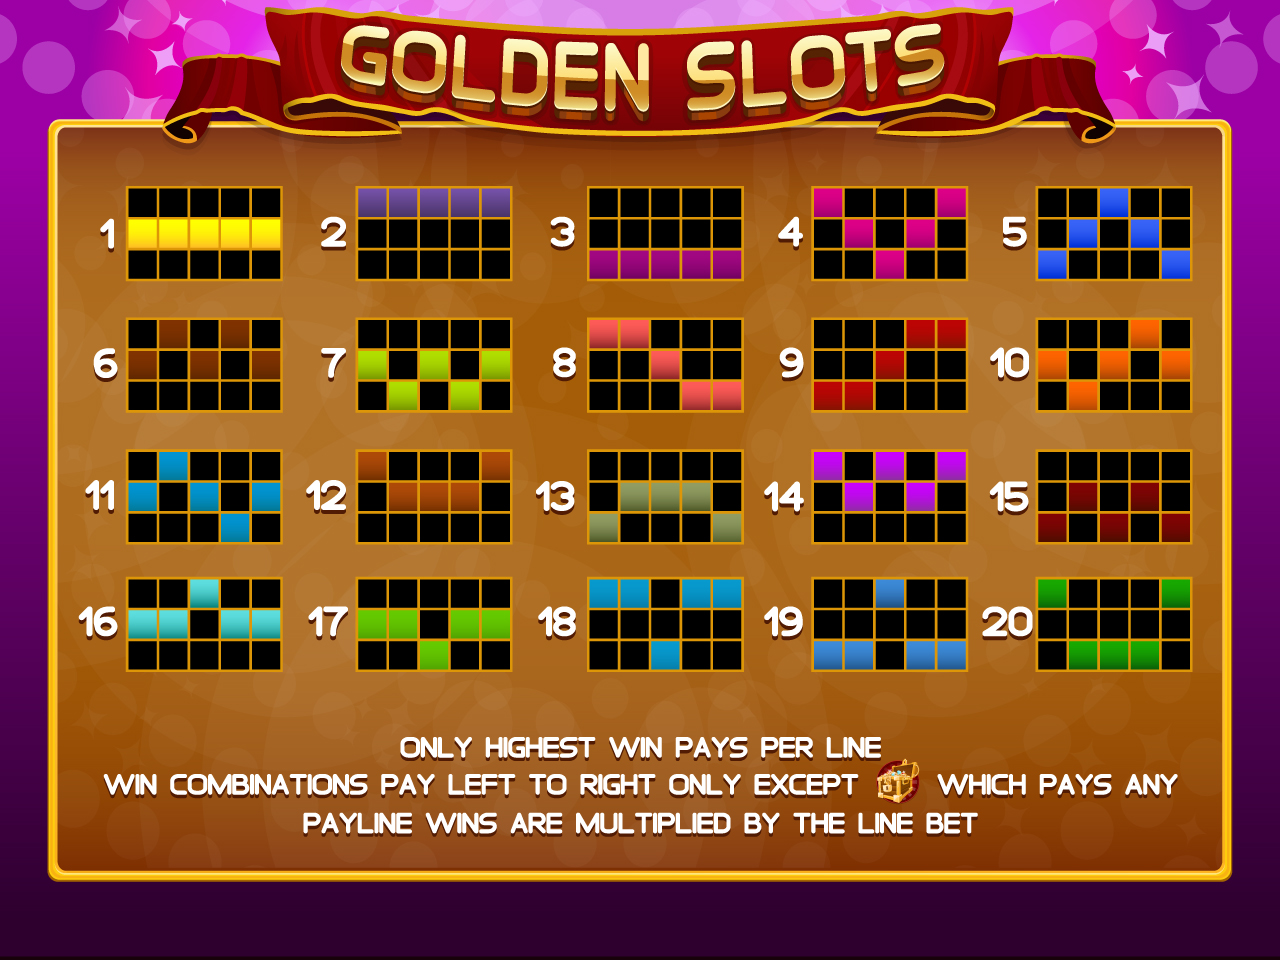 GOLDEN SLOTS
1 2 3 4 5
6 7 8 9 10
11 12 13 14 15
16 17 18 19 20
ONLY HIGHEST WIN PAYS PER LINE
WIN COMBINATIONS PAY LEFT TO RIGHT ONLY EXCEPT WHICH PAYS ANY
PAYLINE WINS ARE MULTIPLIED BY THE LINE BET